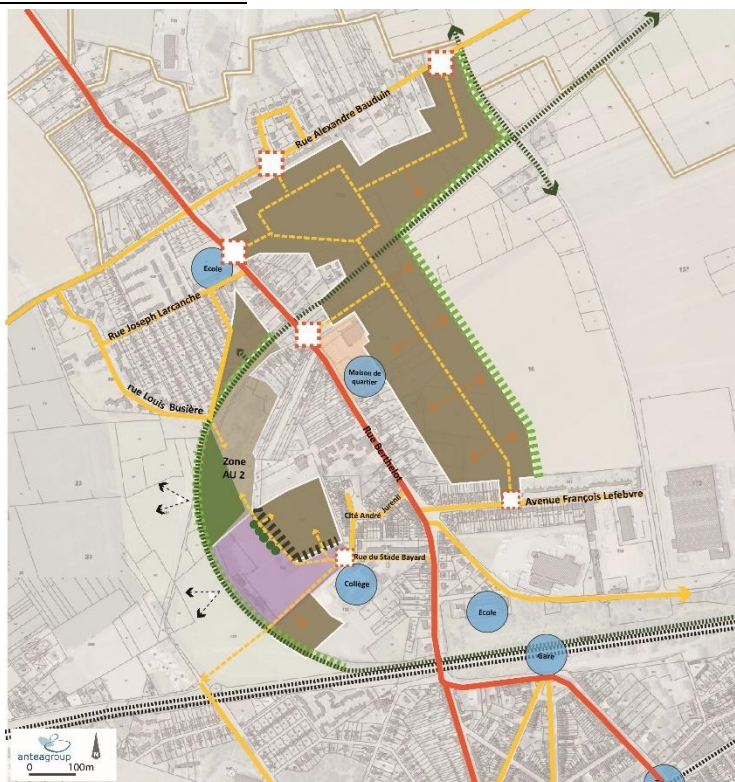 Rue Alexandre Bauduin
Ecole
Rue Joseph Larcanche
Maison de
quartier
rue Louis Busière
Rue Berthelot
Zone
AU 2
Avenue François Lefebvre
Cité André
Jurenil
Rue du Stade Bayard
Collège
Ecole
Gare
anteagroup
N
0 100m